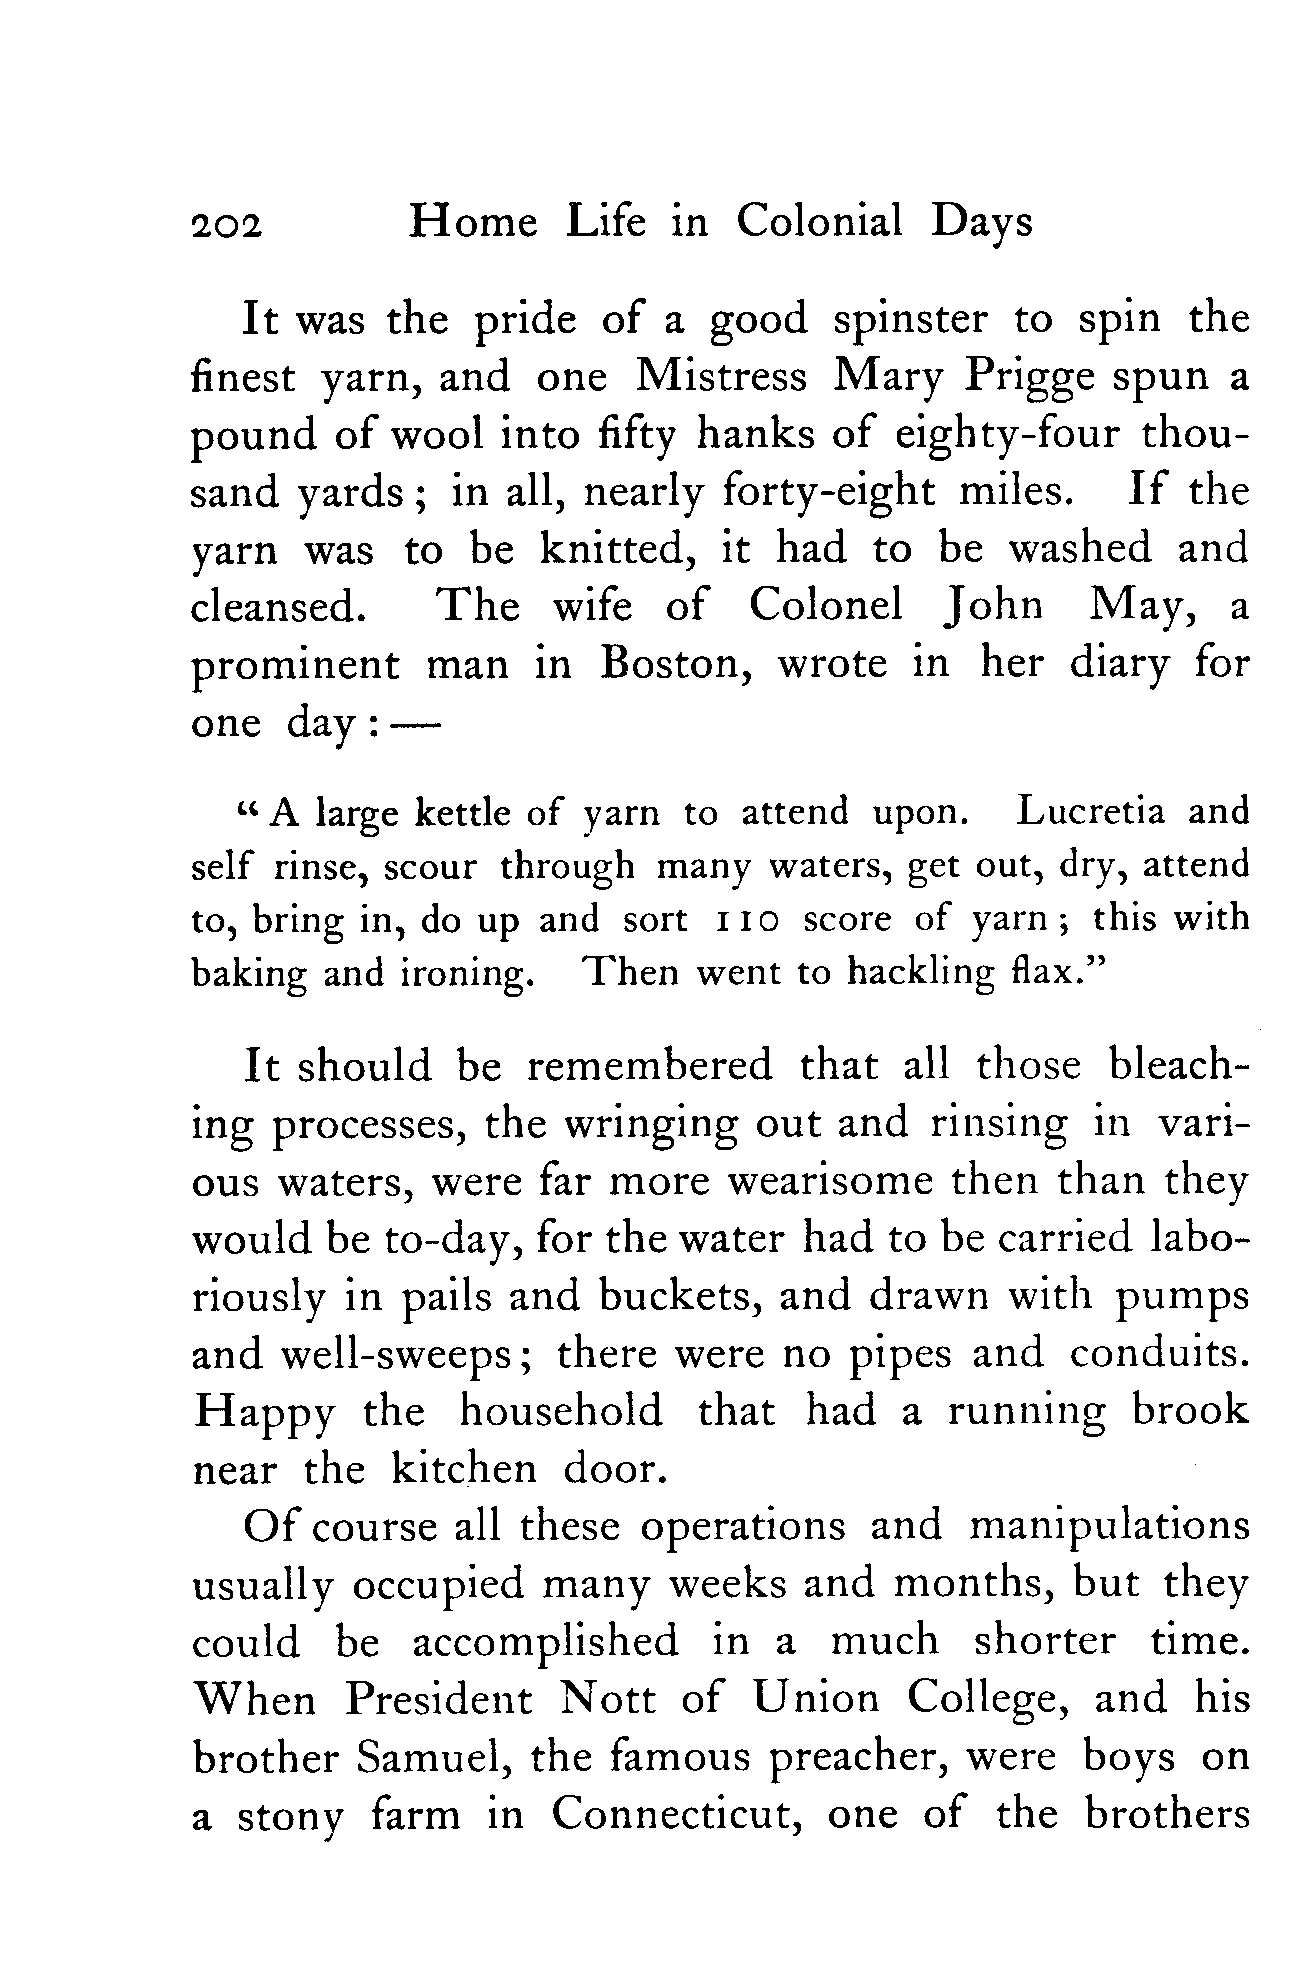 202 Home Life in Colonial Days
It was the pride of a good spinster to spin the
finest yarn, and one Mistress Mary Prigge spun a
pound of wool into fifty hanks of eighty-four thou-
sand yards; in all, nearly forty-eight miles. If the
yarn was to be knitted, it had to be washed and
cleansed. The wife of Colonel John May, a
prominent man in Boston, wrote in her diary for
one day:—
“A large kettle of yarn to attend upon. Lucretia and
self rinse, scour through many waters, get out, dry, attend
to, bring in, do up and sort 110 score of yarn; this with
baking and ironing. Then went to hackling flax.”
It should be remembered that all those bleach-
ing processes, the wringing out and rinsing in vari-
ous waters, were far more wearisome then than they
would be to-day, for the water had to be carried labo-
riously in pails and buckets, and drawn with pumps
and well-sweeps; there were no pipes and conduits.
Happy the household that had a running brook
near the kitchen door.
Of course all these operations and manipulations
usually occupied many weeks and months, but they
could be accomplished in a much shorter time.
When President Nott of Union College, and his
brother Samuel, the famous preacher, were boys on
a stony farm in Connecticut, one of the brothers